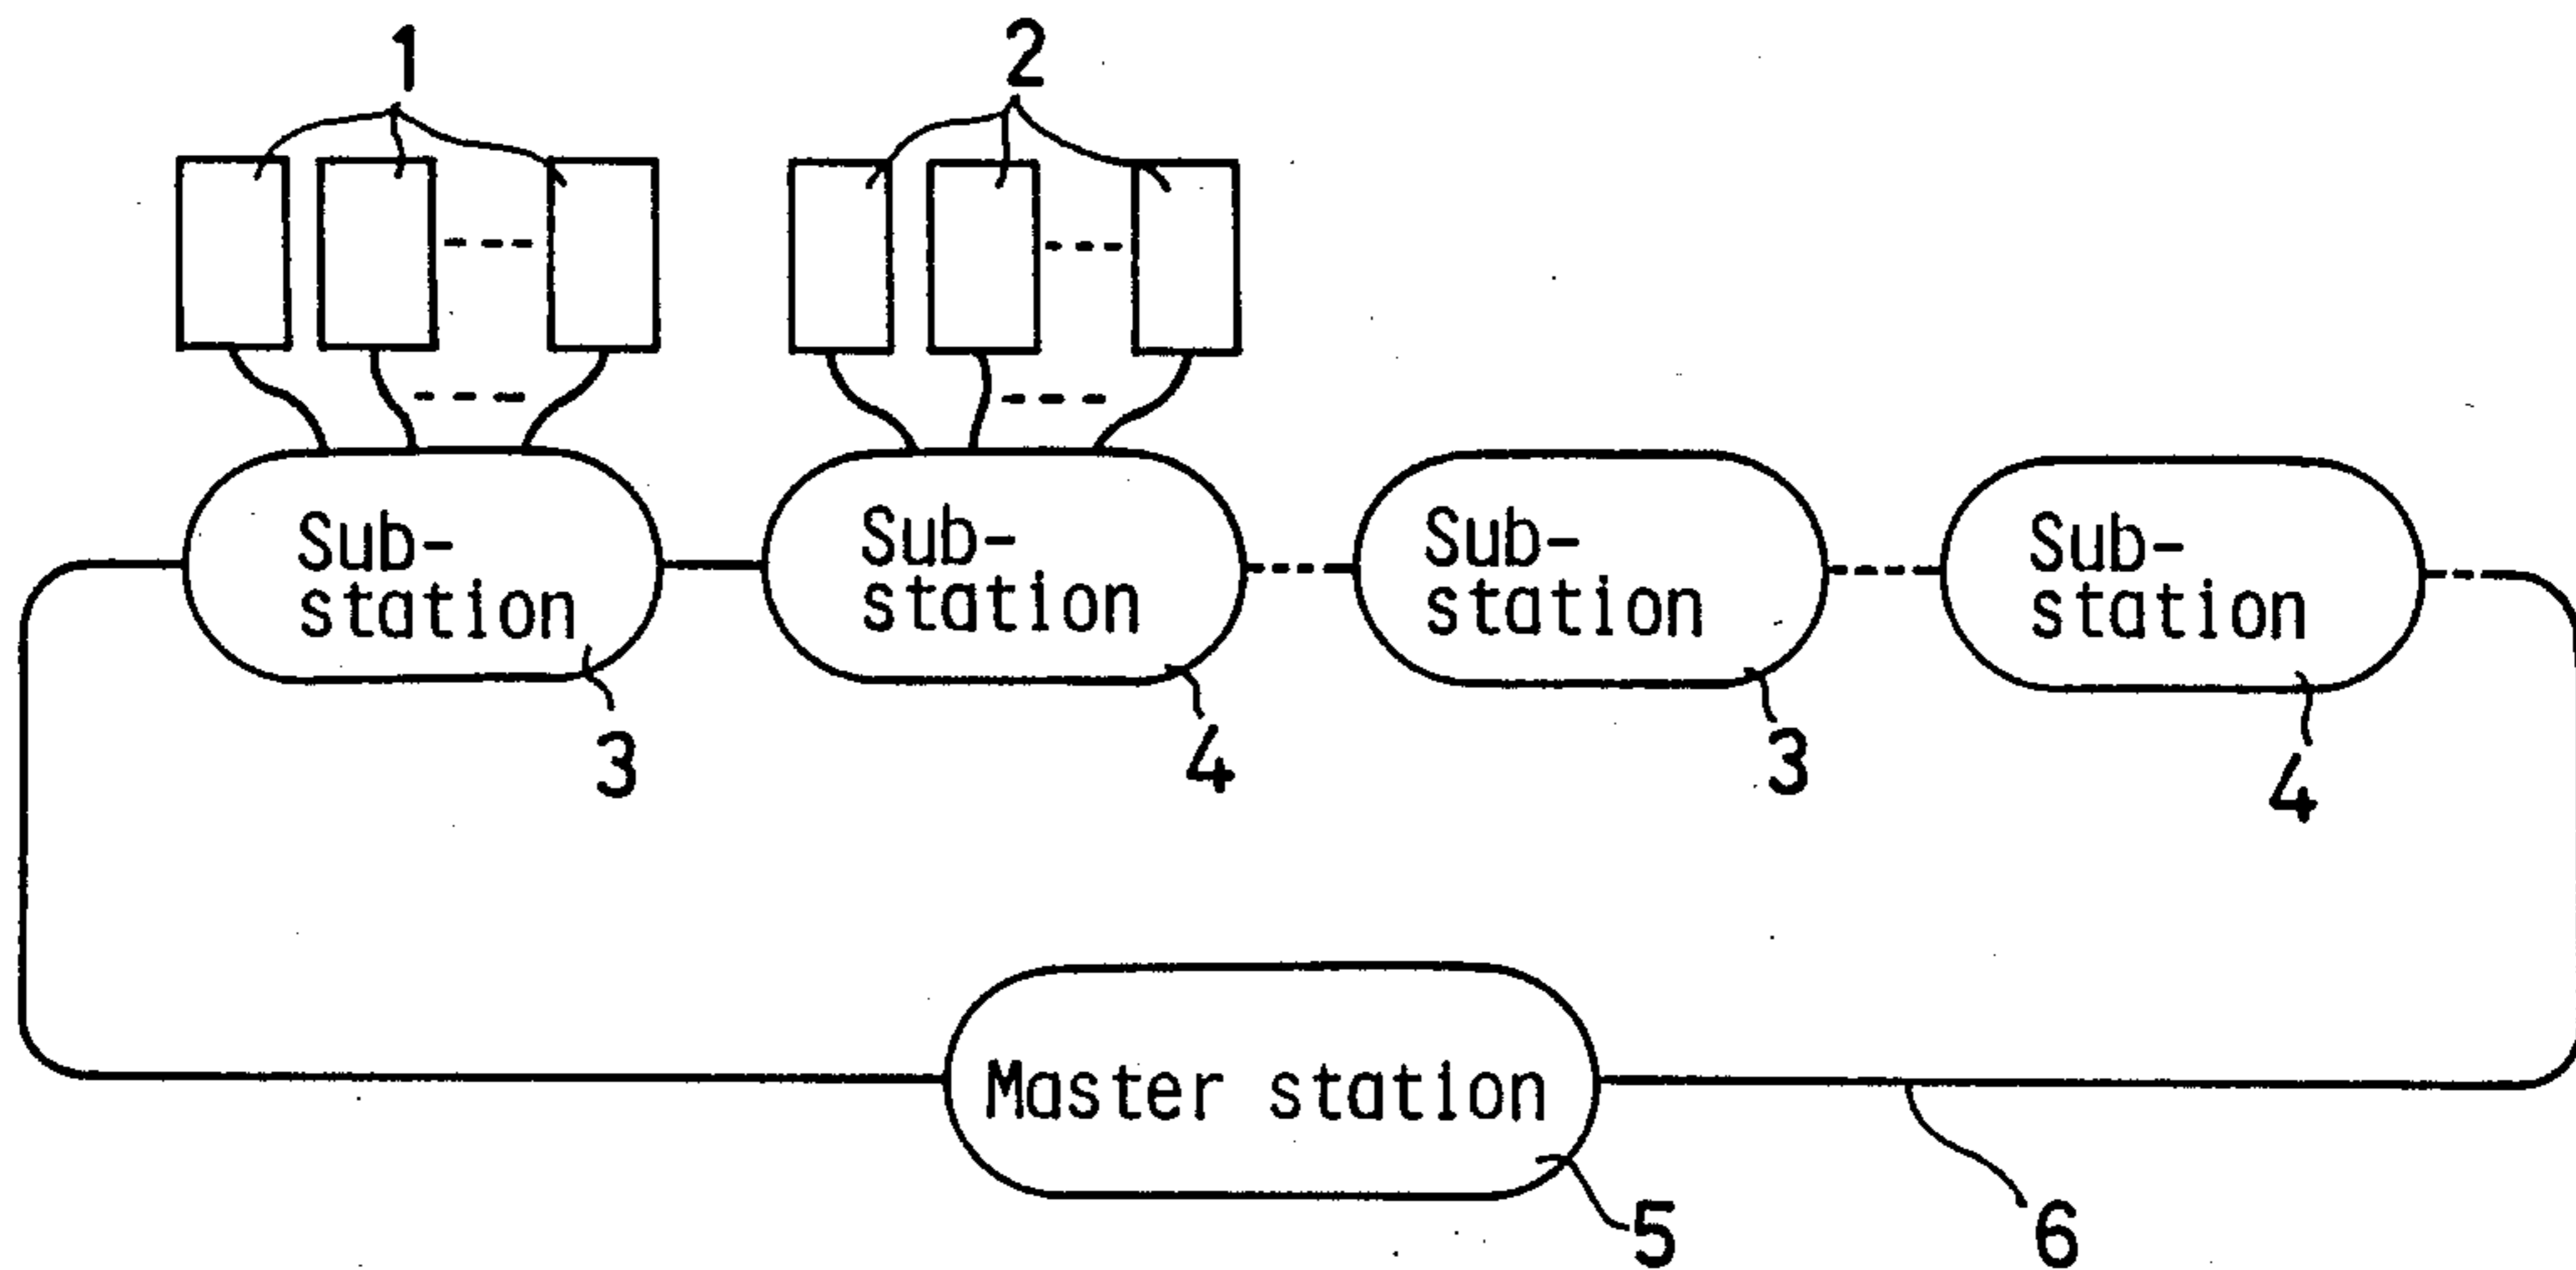 1
2
Sub-
station
Sub-
station
Sub-
station
Sub-
station
3
4
3
4
Master station
5
6